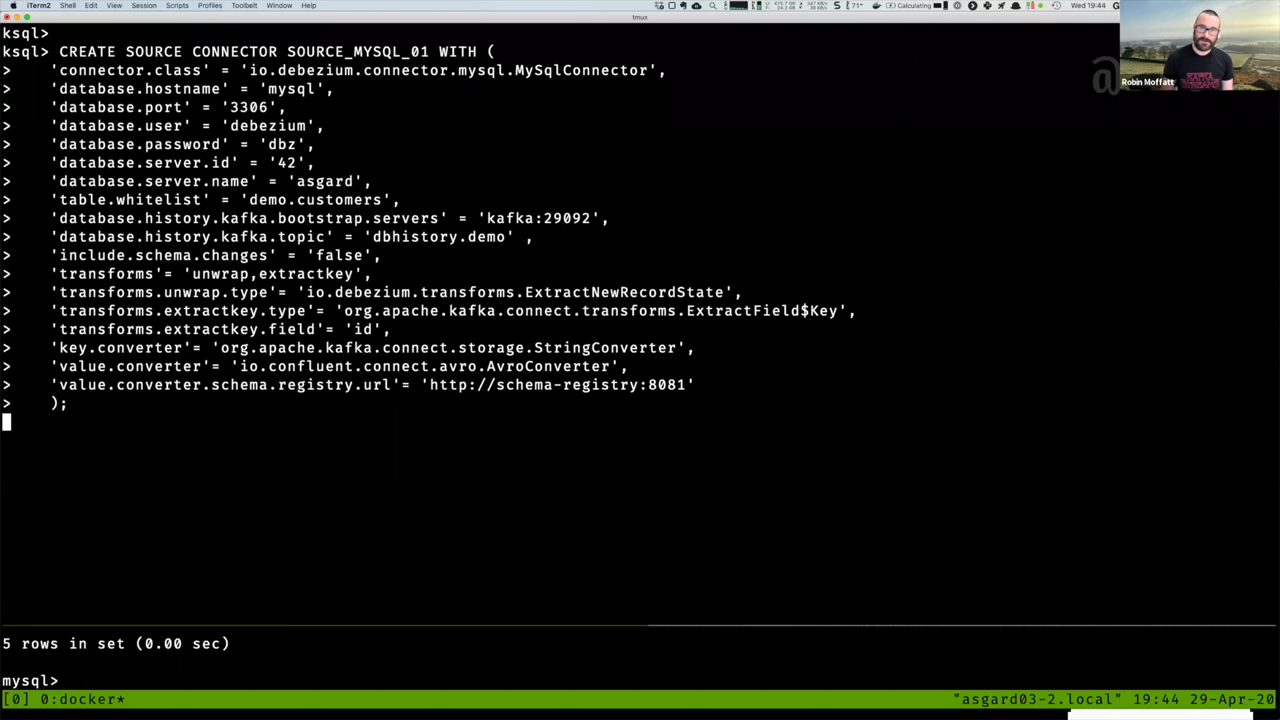 iTerm2 Shell Edit View Session Scripts Profiles Toolbelt Window Help
71° Calculating Wed 19:44
tmux
Robin Moffatt
ksql>
ksql> CREATE SOURCE CONNECTOR SOURCE_MYSQL_01 WITH (
> 'connector.class' = 'io.debezium.connector.mysql.MySqlConnector',
> 'database.hostname' = 'mysql',
> 'database.port' = '3306',
> 'database.user' = 'debezium',
> 'database.password' = 'dbz',
> 'database.server.id' = '42',
> 'database.server.name' = 'asgard',
> 'table.whitelist' = 'demo.customers',
> 'database.history.kafka.bootstrap.servers' = 'kafka:29092',
> 'database.history.kafka.topic' = 'dbhistory.demo' ,
> 'include.schema.changes' = 'false',
> 'transforms'= 'unwrap,extractkey',
> 'transforms.unwrap.type'= 'io.debezium.transforms.ExtractNewRecordState',
> 'transforms.extractkey.type'= 'org.apache.kafka.connect.transforms.ExtractField$Key',
> 'transforms.extractkey.field'= 'id',
> 'key.converter'= 'org.apache.kafka.connect.storage.StringConverter',
> 'value.converter'= 'io.confluent.connect.avro.AvroConverter',
> 'value.converter.schema.registry.url'= 'http://schema-registry:8081'
> );
5 rows in set (0.00 sec)
mysql>
[0] 0:docker* "asgard03-2.local" 19:44 29-Apr-20